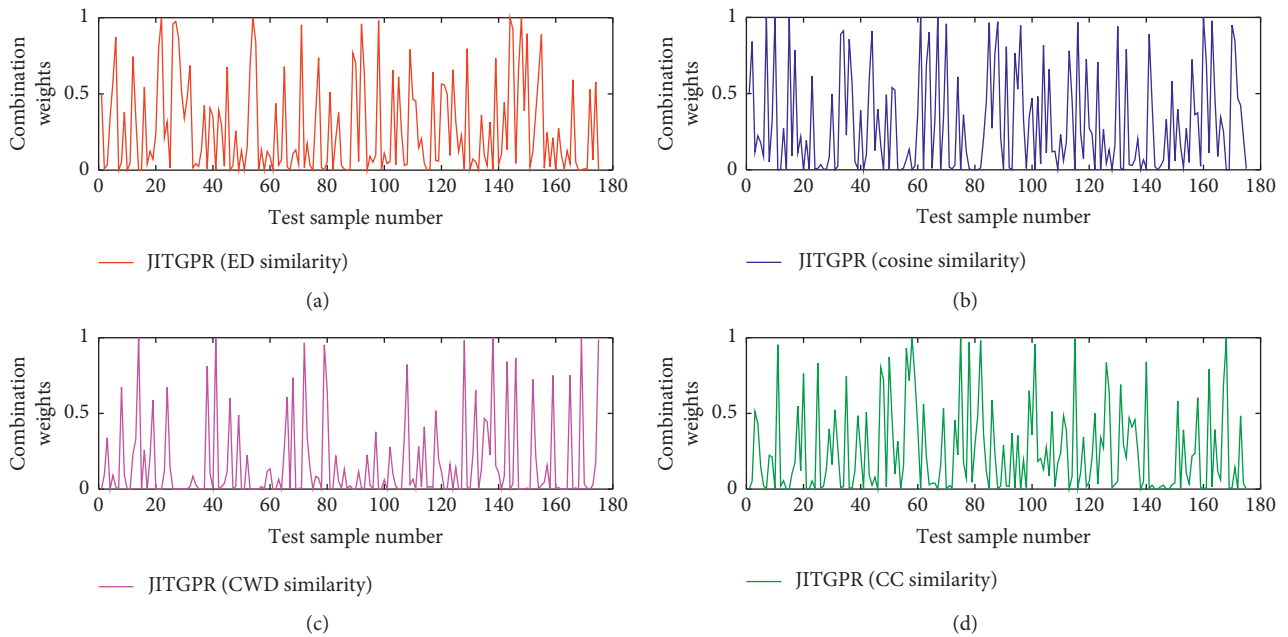 Combination
weights
1
0.5
0
0 20 40 60 80 100 120 140 160 180
Test sample number
JITGPR (ED similarity)
(a)
Combination
weights
1
0.5
0
0 20 40 60 80 100 120 140 160 180
Test sample number
JITGPR (cosine similarity)
(b)
Combination
weights
1
0.5
0
0 20 40 60 80 100 120 140 160 180
Test sample number
JITGPR (CWD similarity)
(c)
Combination
weights
1
0.5
0
0 20 40 60 80 100 120 140 160 180
Test sample number
JITGPR (CC similarity)
(d)